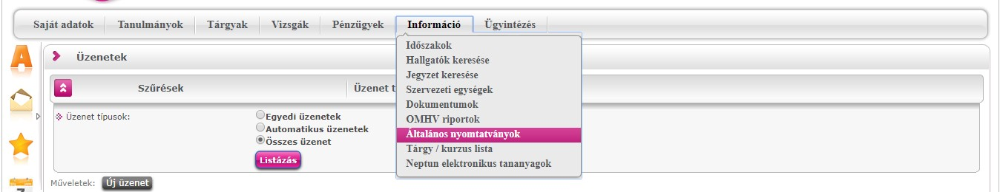 Saját adatok Tanulmányok Tárgyak Vizsgák Pénzügyek Információ Ügyintézés
Időszakok
Hallgatók keresése
Jegyzet keresése
Szervezeti egységek
Dokumentumok
OMHV riportok
Általános nyomtatványok
Tárgy / kurzus lista
Neptun elektronikus tananyagok
Üzenetek
Szűrések Üzenet t
Üzenet típusok:
Egyedi üzenetek
Automatikus üzenetek
Összes üzenet
Listázás
Műveletek: Új üzenet